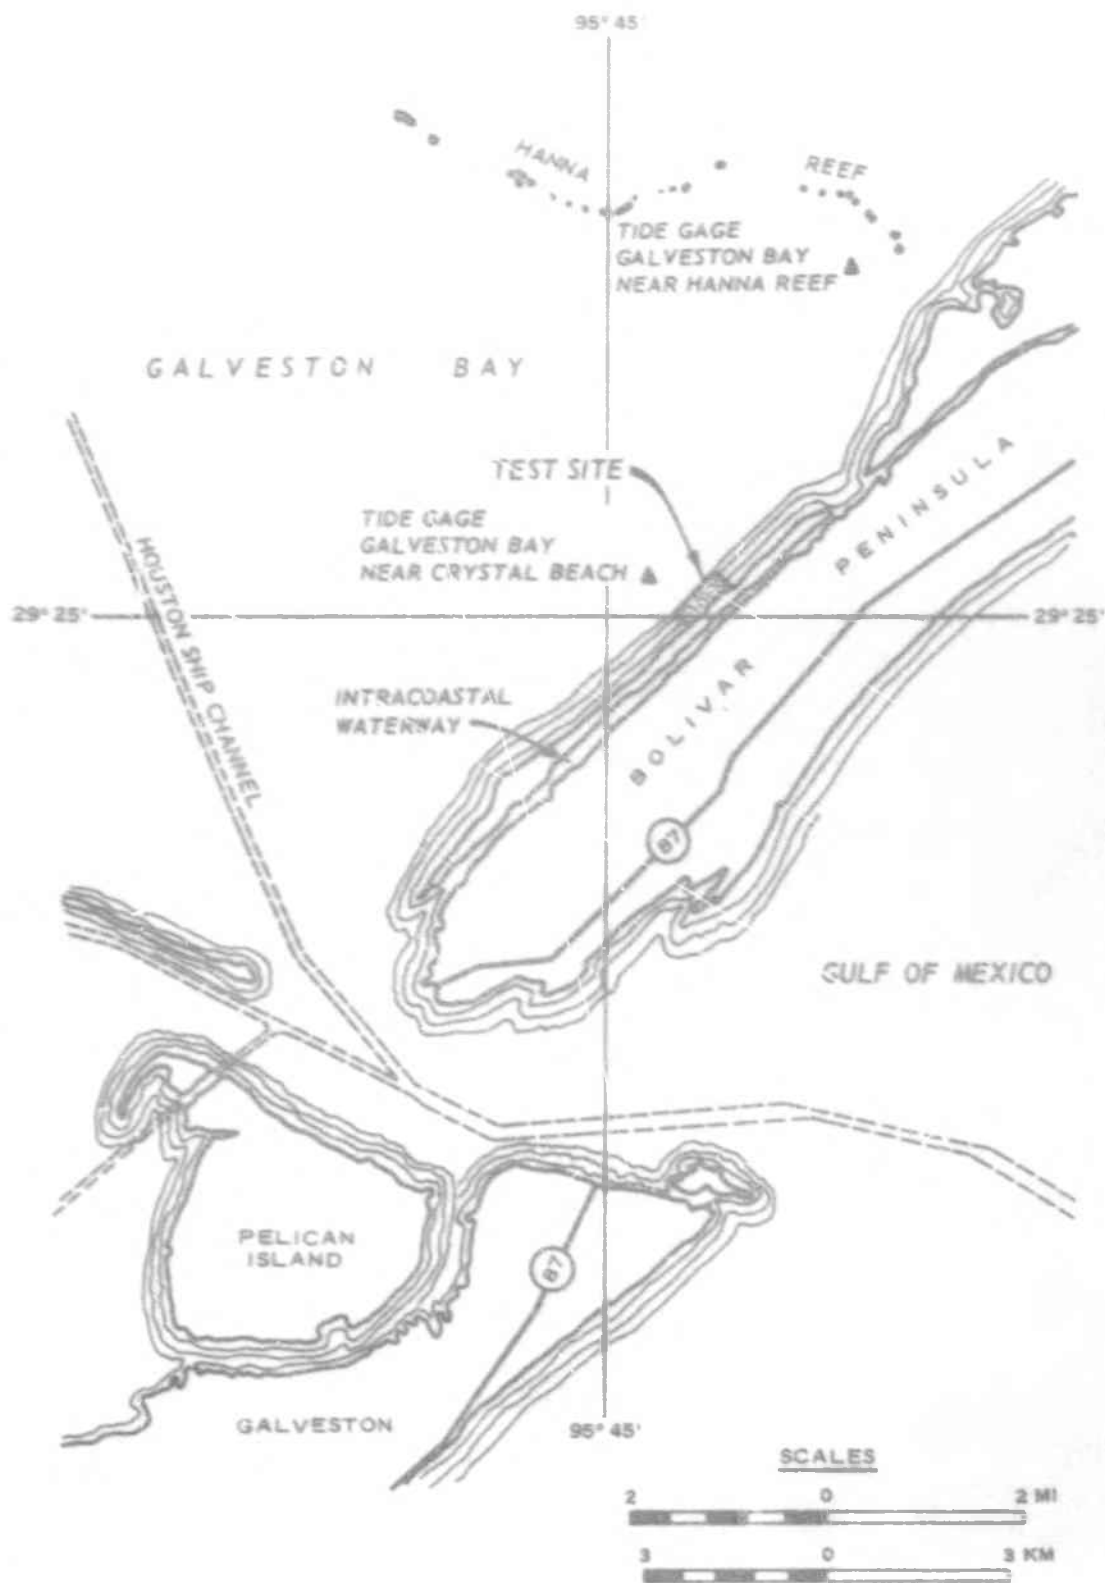 95° 45'
HANNA REEF
TIDE GAGE
GALVESTON BAY
NEAR HANNA REEF
GALVESTON BAY
TEST SITE
TIDE GAGE
GALVESTON BAY
NEAR CRYSTAL BEACH
PENINSULA
HOUSTON SHIP CHANNEL
29° 25'
29° 25'
INTRACOASTAL
WATERWAY
BOLIVAR
87
GULF OF MEXICO
PELICAN
ISLAND
87
GALVESTON
95° 45'
SCALES
2 0 2 MI
3 0 3 KM